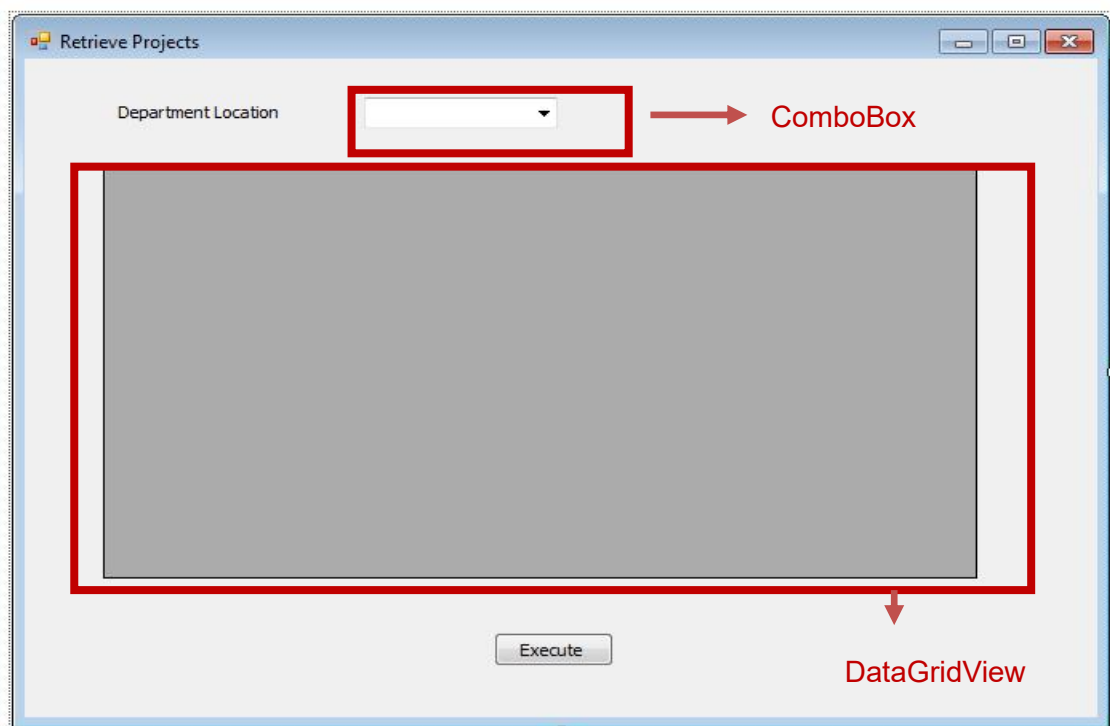 Retrieve Projects
Department Location
ComboBox
Execute
DataGridView